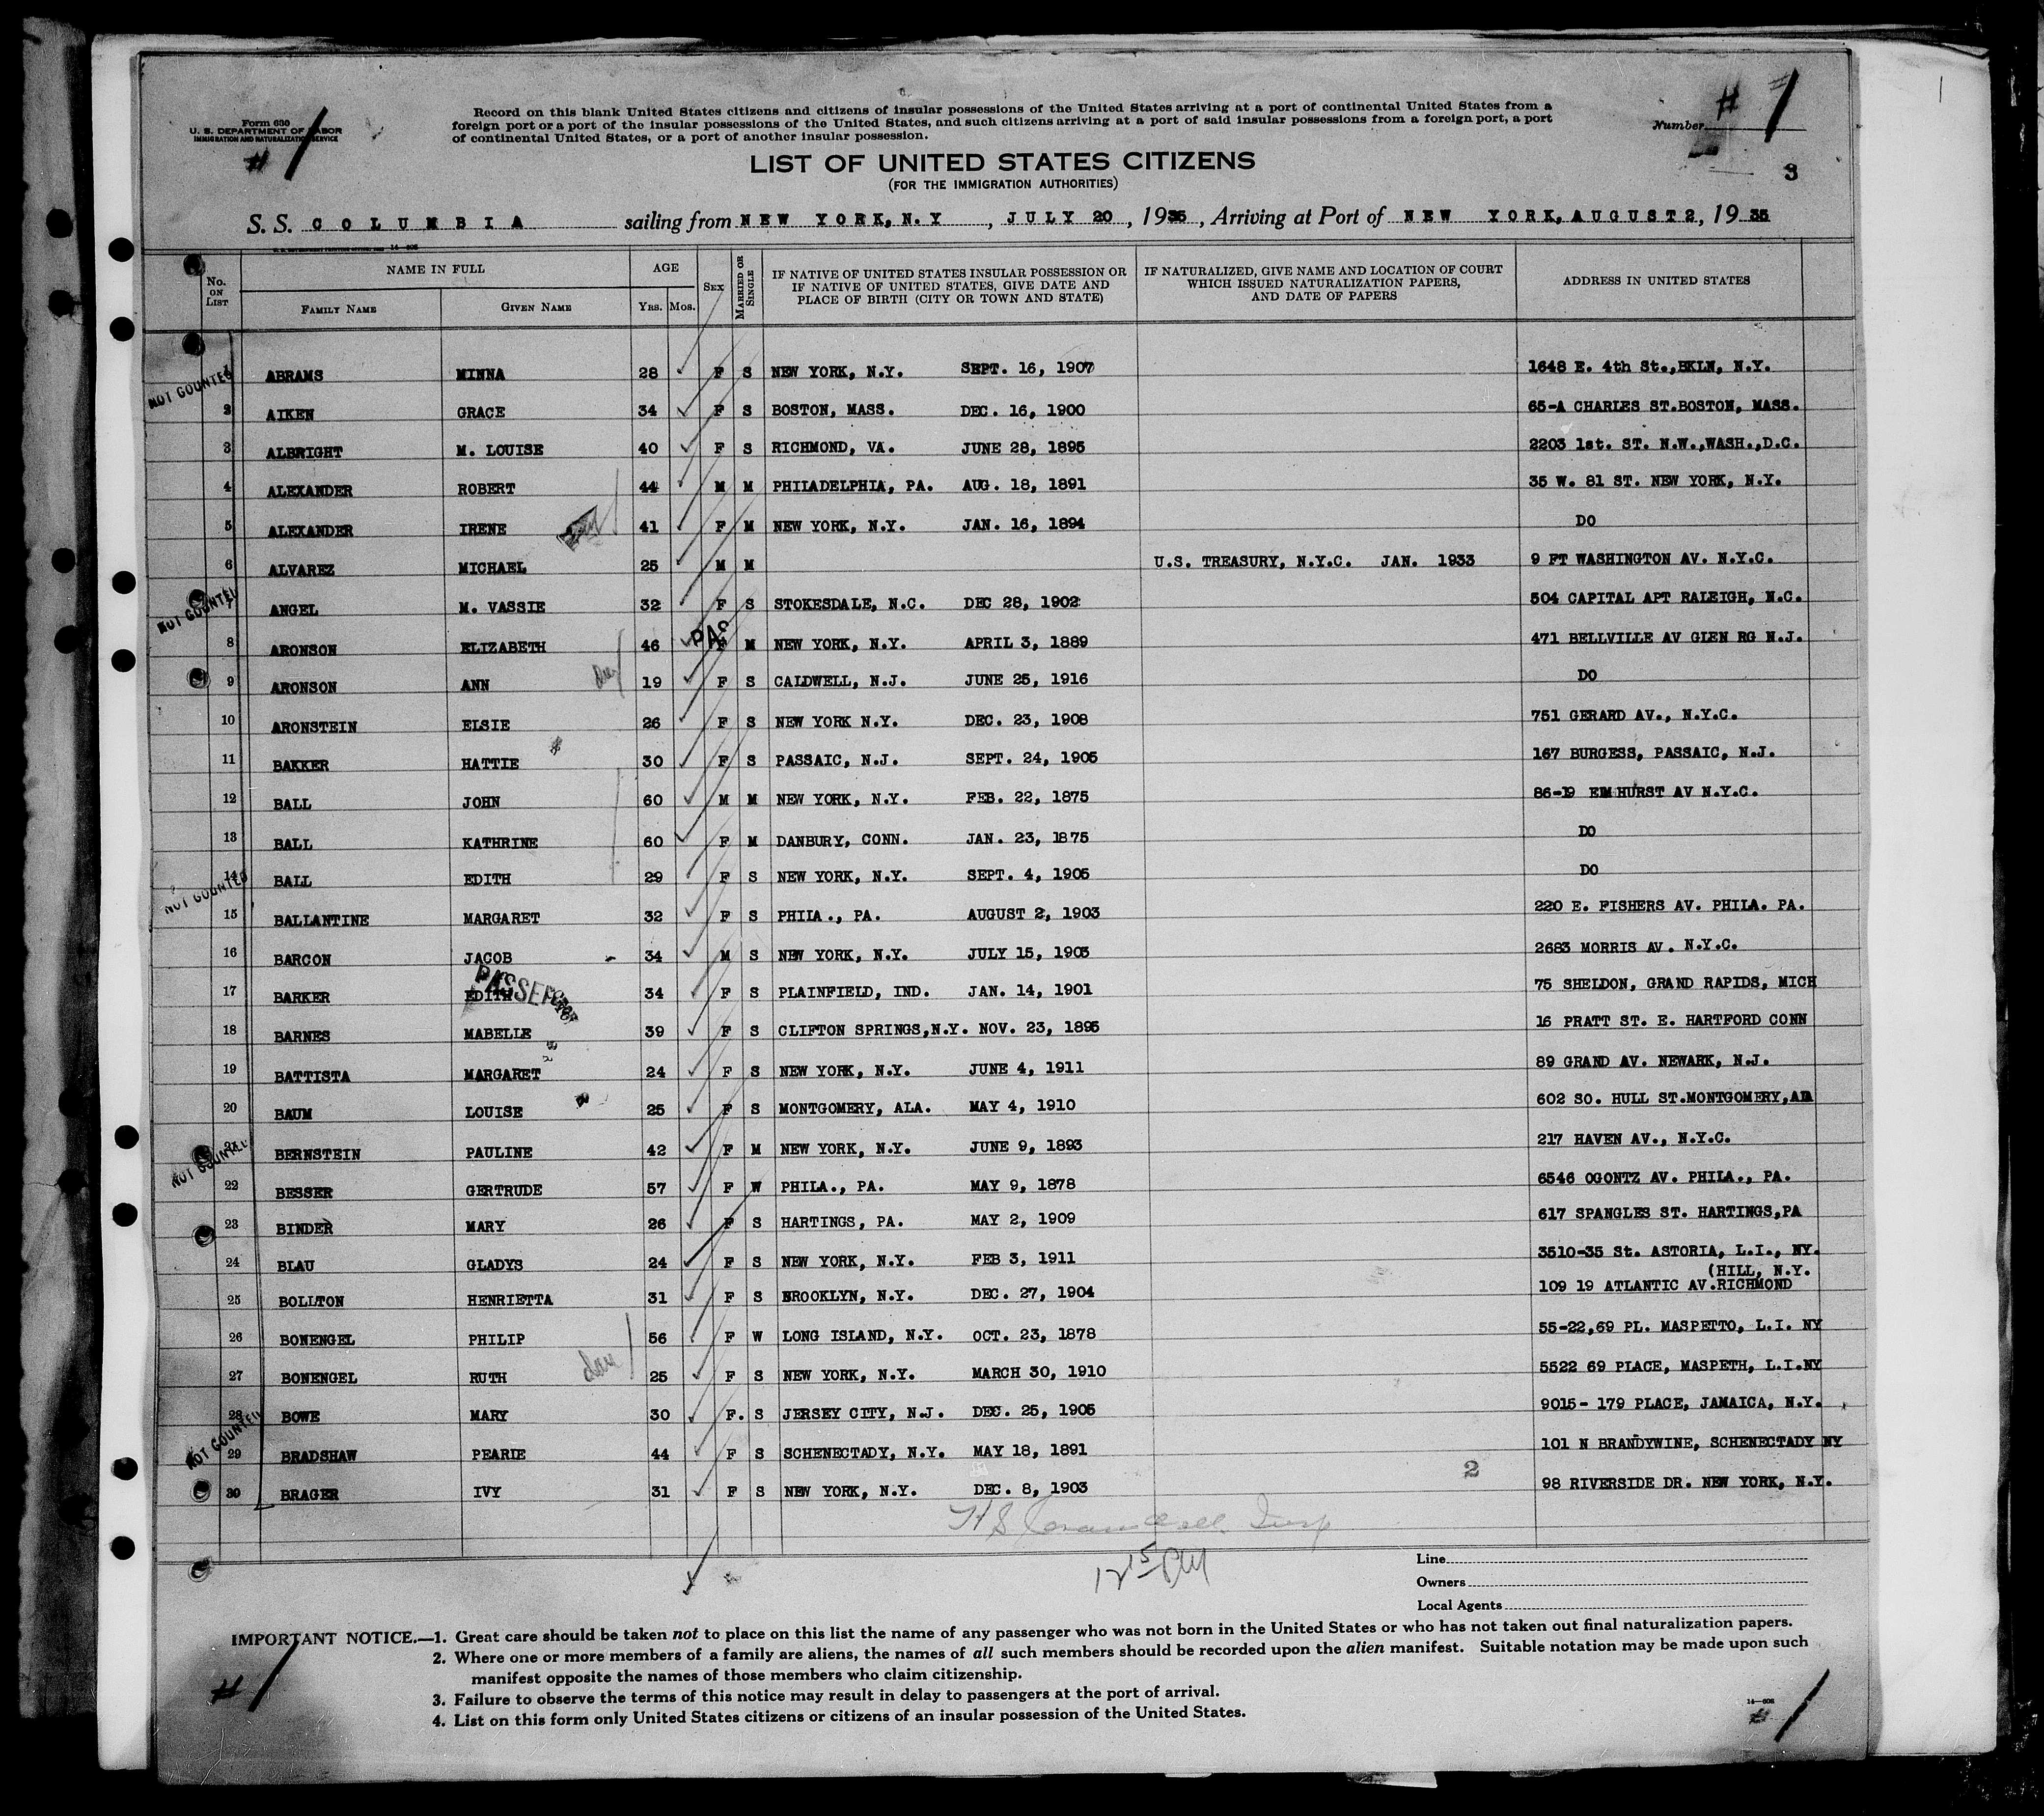 Form 630
U. S. DEPARTMENT OF LABOR
IMMIGRATION AND NATURALIZATION SERVICE
# 1
Record on this blank United States citizens and citizens of insular possessions of the United States arriving at a port of continental United States from a
foreign port or a port of the insular possessions of the United States, and such citizens arriving at a port of said insular possessions from a foreign port, a port
of continental United States, or a port of another insular possession.
Number # 1
3
LIST OF UNITED STATES CITIZENS
(FOR THE IMMIGRATION AUTHORITIES)
S. S. COLUMBIA sailing from NEW YORK, N.Y, JULY 20, 1935, Arriving at Port of NEW YORK, AUGUST 2, 19 35
No. ON LIST NAME IN FULL FAMILY NAME GIVEN NAME AGE YRS. MOS. SEX MARRIED OR SINGLE IF NATIVE OF UNITED STATES INSULAR POSSESSION OR IF NATIVE OF UNITED STATES, GIVE DATE AND PLACE OF BIRTH (CITY OR TOWN AND STATE) IF NATURALIZED, GIVE NAME AND LOCATION OF COURT WHICH ISSUED NATURALIZATION PAPERS, AND DATE OF PAPERS ADDRESS IN UNITED STATES
1 ABRAMS MINNA 28 F S NEW YORK, N.Y. SEPT. 16, 1907 1648 E. 4th St.,BKLN, N.Y.
NOT COUNTED
2 AIKEN GRACE 34 F S BOSTON, MASS. DEC. 16, 1900 65-A CHARLES ST.BOSTON, MASS.
3 ALBRIGHT M. LOUISE 40 F S RICHMOND, VA. JUNE 28, 1895 2203 1st. ST. N.W.,WASH.,D.C.
4 ALEXANDER ROBERT 44 M M PHILADELPHIA, PA. AUG. 18, 1891 35 W. 81 ST. NEW YORK, N.Y.
5 ALEXANDER IRENE 41 F M NEW YORK, N.Y. JAN. 16, 1894 DO
6 ALVAREZ MICHAEL 25 M M U.S. TREASURY, N.Y.C. JAN. 1933 9 FT WASHINGTON AV. N.Y.C.
NOT COUNTED
7 ANGEL M. VASSIE 32 F S STOKESDALE, N.C. DEC 28, 1902 504 CAPITAL APT RALEIGH, N.C.
8 ARONSON ELIZABETH 46 F M NEW YORK, N.Y. APRIL 3, 1889 471 BELLVILLE AV GLEN RG N.J.
9 ARONSON ANN 19 F S CALDWELL, N.J. JUNE 25, 1916 DO
10 ARONSTEIN ELSIE 26 F S NEW YORK N.Y. DEC. 23, 1908 751 GERARD AV., N.Y.C.
11 BAKKER HATTIE 30 F S PASSAIC, N.J. SEPT. 24, 1905 167 BURGESS, PASSAIC, N.J.
12 BALL JOHN 60 M M NEW YORK, N.Y. FEB. 22, 1875 86-19 ELMHURST AV N.Y.C.
13 BALL KATHRINE 60 F M DANBURY, CONN. JAN. 23, 1875 DO
14 BALL EDITH 29 F S NEW YORK, N.Y. SEPT. 4, 1905 DO
NOT COUNTED
15 BALLANTINE MARGARET 32 F S PHILA., PA. AUGUST 2, 1903 220 E. FISHERS AV. PHILA. PA.
16 BARCON JACOB 34 M S NEW YORK, N.Y. JULY 15, 1903 2683 MORRIS AV. N.Y.C.
17 BARKER EDITH 34 F S PLAINFIELD, IND. JAN. 14, 1901 75 SHELDON, GRAND RAPIDS, MICH
18 BARNES MABELLE 39 F S CLIFTON SPRINGS,N.Y. NOV. 23, 1895 16 PRATT ST. E. HARTFORD CONN
19 BATTISTA MARGARET 24 F S NEW YORK, N.Y. JUNE 4, 1911 89 GRAND AV. NEWARK, N.J.
20 BAUM LOUISE 25 F S MONTGOMERY, ALA. MAY 4, 1910 602 SO. HULL ST.MONTGOMERY,
21 BERNSTEIN PAULINE 42 F M NEW YORK, N.Y. JUNE 9, 1893 217 HAVEN AV., N.Y.C.
NOT COUNTED
22 BESSER GERTRUDE 57 F W PHILA., PA. MAY 9, 1878 6546 OGONTZ AV. PHILA., PA.
23 BINDER MARY 26 F S HARTINGS, PA. MAY 2, 1909 617 SPANGLES ST. HARTINGS,PA
24 BLAU GLADYS 24 F S NEW YORK, N.Y. FEB 3, 1911 3510-35 St. ASTORIA, L.I., NY.
(HILL, N.Y.
25 BOLLTON HENRIETTA 31 F S BROOKLYN, N.Y. DEC. 27, 1904 109 19 ATLANTIC AV.RICHMOND
26 BONENGEL PHILIP 56 F W LONG ISLAND, N.Y. OCT. 23, 1878 55-22,69 PL. MASPETTO, L.I. NY
27 BONENGEL RUTH 25 F S NEW YORK, N.Y. MARCH 30, 1910 5522 69 PLACE, MASPETH, L.I.NY
28 BOWE MARY 30 F. S JERSEY CITY, N.J. DEC. 25, 1905 9015- 179 PLACE, JAMAICA, N.Y.
NOT COUNTED
29 BRADSHAW PEARIE 44 F S SCHENECTADY, N.Y. MAY 18, 1891 101 N BRANDYWINE, SCHENECTADY NY
2
30 BRAGER IVY 31 F S NEW YORK, N.Y. DEC. 8, 1903 98 RIVERSIDE DR. NEW YORK, N.Y.
12 15 PM
Line
Owners
Local Agents
IMPORTANT NOTICE.—1. Great care should be taken not to place on this list the name of any passenger who was not born in the United States or who has not taken out final naturalization papers.
2. Where one or more members of a family are aliens, the names of all such members should be recorded upon the alien manifest. Suitable notation may be made upon such
manifest opposite the names of those members who claim citizenship.
3. Failure to observe the terms of this notice may result in delay to passengers at the port of arrival.
4. List on this form only United States citizens or citizens of an insular possession of the United States.
# 1
14—608
# 1